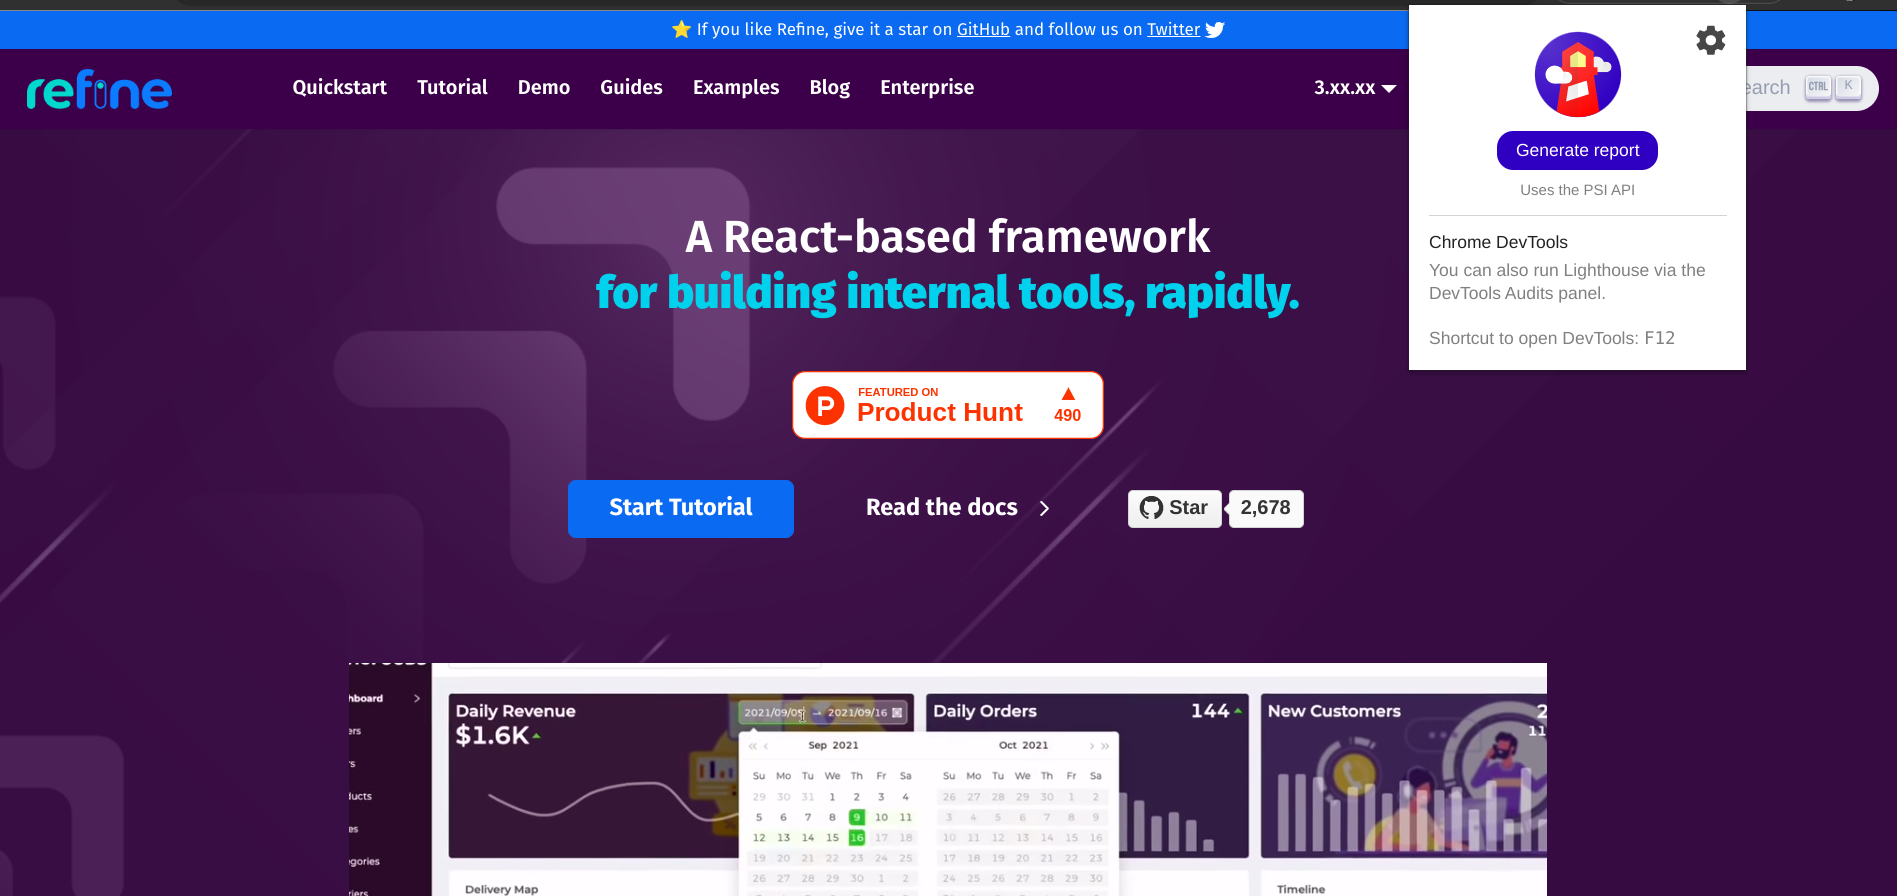 ⭐ If you like Refine, give it a star on GitHub and follow us on Twitter
refine
Quickstart Tutorial Demo Guides Examples Blog Enterprise
3.xx.xx
earch CTRL K
Generate report
Uses the PSI API
Chrome DevTools
You can also run Lighthouse via the
DevTools Audits panel.
Shortcut to open DevTools: F12
A React-based framework
for building internal tools, rapidly.
P
FEATURED ON
Product Hunt
▲
490
Start Tutorial
Read the docs
Star
2,678
hboard
ers
rs
ducts
es
egories
riers
Daily Revenue
$1.6K
2021/09/09 → 2021/09/16
Sep 2021
Su Mo Tu We Th Fr Sa
29 30 31 1 2 3 4
5 6 7 8 9 10 11
12 13 14 15 16 17 18
19 20 21 22 23 24 25
26 27 28 29 30 1 2
Oct 2021
Su Mo Tu We Th Fr Sa
26 27 28 29 30 1 2
3 4 5 6 7 8 9
10 11 12 13 14 15 16
17 18 19 20 21 22 23
24 25 26 27 28 29 30
Daily Orders
144
New Customers
2
11
Delivery Map
Timeline